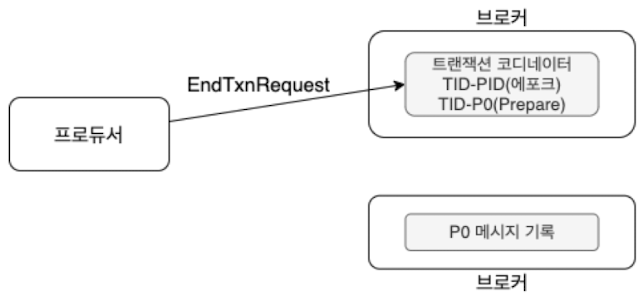 브로커
트랜잭션 코디네이터
TID-PID(에포크)
TID-P0(Prepare)
EndTxnRequest
프로듀서
P0 메시지 기록
브로커